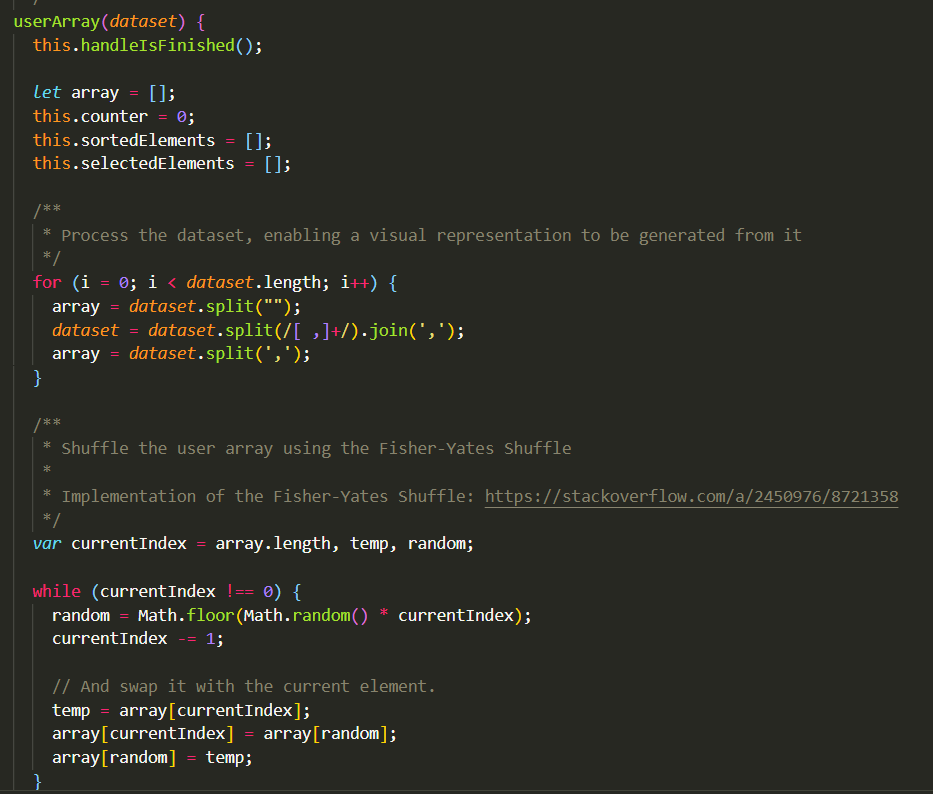 */
userArray(dataset) {
this.handleIsFinished();
let array = [];
this.counter = 0;
this.sortedElements = [];
this.selectedElements = [];
/**
* Process the dataset, enabling a visual representation to be generated from it
*/
for (i = 0; i < dataset.length; i++) {
array = dataset.split("");
dataset = dataset.split(/[ ,]+/).join(',');
array = dataset.split(',');
}
/**
* Shuffle the user array using the Fisher-Yates Shuffle
*
* Implementation of the Fisher-Yates Shuffle: https://stackoverflow.com/a/2450976/8721358
*/
var currentIndex = array.length, temp, random;
while (currentIndex !== 0) {
random = Math.floor(Math.random() * currentIndex);
currentIndex -= 1;
// And swap it with the current element.
temp = array[currentIndex];
array[currentIndex] = array[random];
array[random] = temp;
}